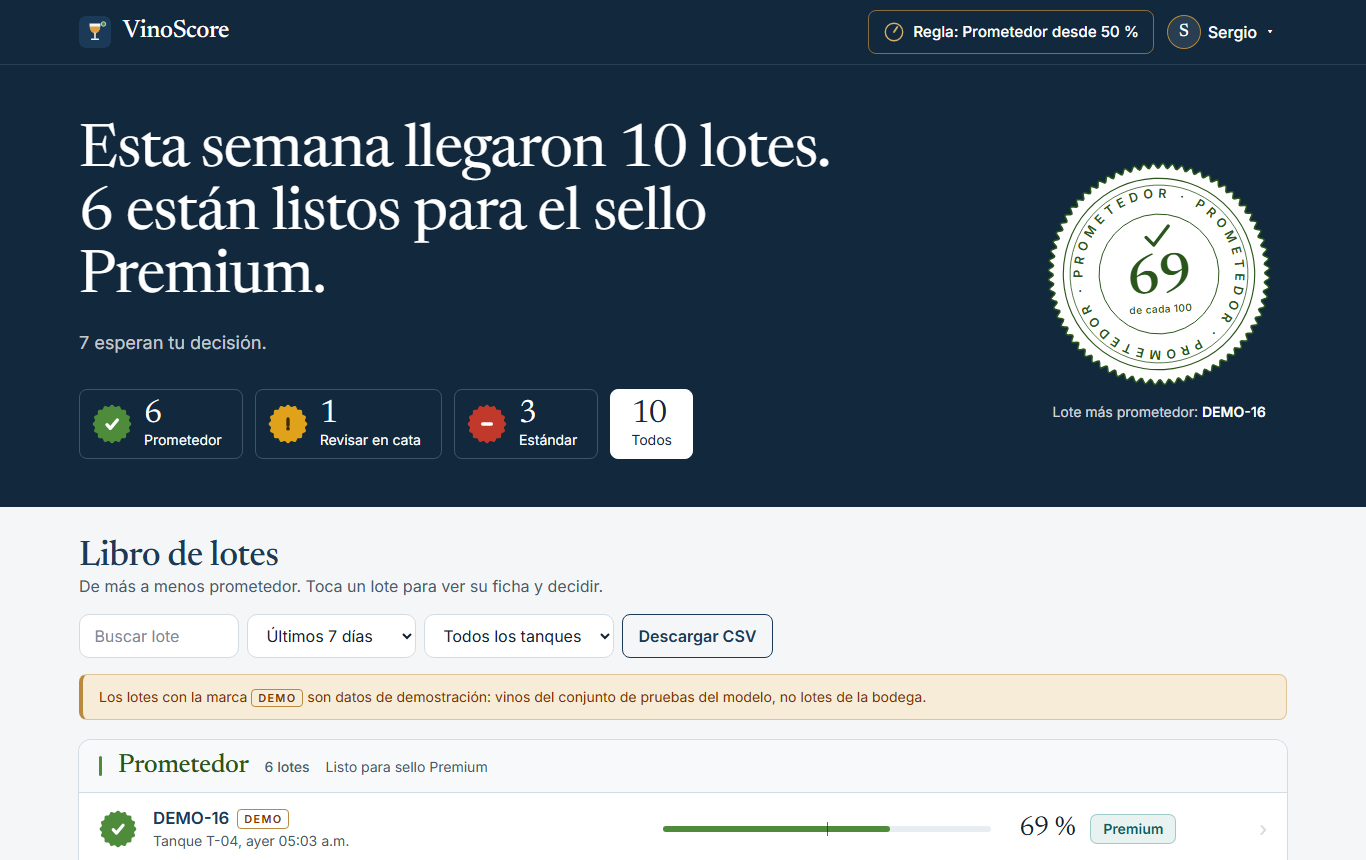 VinoScore
Regla: Prometedor desde 50 %
S
Sergio
Esta semana llegaron 10 lotes.
6 están listos para el sello
Premium.
7 esperan tu decisión.
6
Prometedor
1
Revisar en cata
3
Estándar
10
Todos
PROMETEDOR · PROMETEDOR · PROMETEDOR ·
69
de cada 100
Lote más prometedor: DEMO-16
Libro de lotes
De más a menos prometedor. Toca un lote para ver su ficha y decidir.
Buscar lote
Últimos 7 días
Todos los tanques
Descargar CSV
Los lotes con la marca DEMO son datos de demostración: vinos del conjunto de pruebas del modelo, no lotes de la bodega.
Prometedor 6 lotes Listo para sello Premium
DEMO-16 DEMO
Tanque T-04, ayer 05:03 a.m.
69 %
Premium